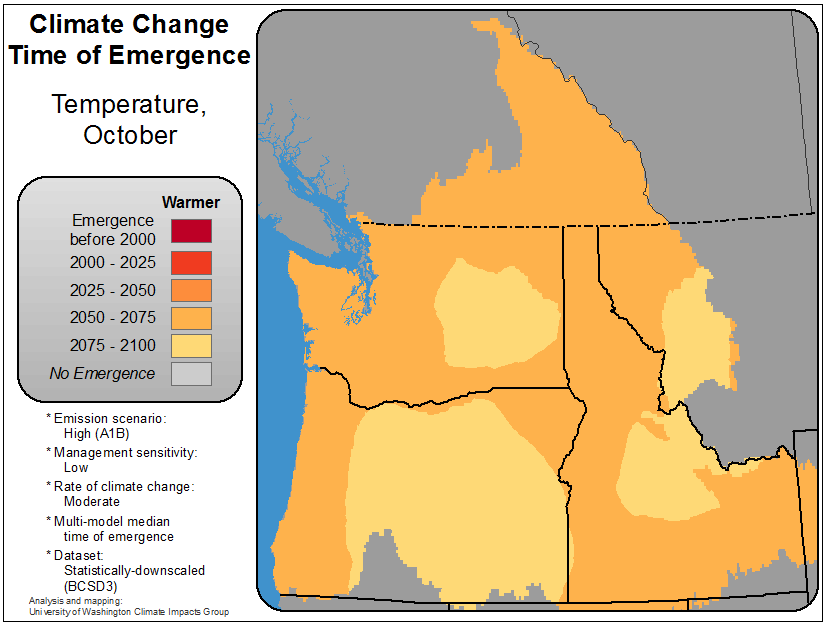 Climate Change
Time of Emergence
Temperature,
October
Warmer
Emergence
before 2000
2000 - 2025
2025 - 2050
2050 - 2075
2075 - 2100
No Emergence
* Emission scenario:
High (A1B)
* Management sensitivity:
Low
* Rate of climate change:
Moderate
* Multi-model median
time of emergence
* Dataset:
Statistically-downscaled
(BCSD3)
Analysis and mapping:
University of Washington Climate Impacts Group